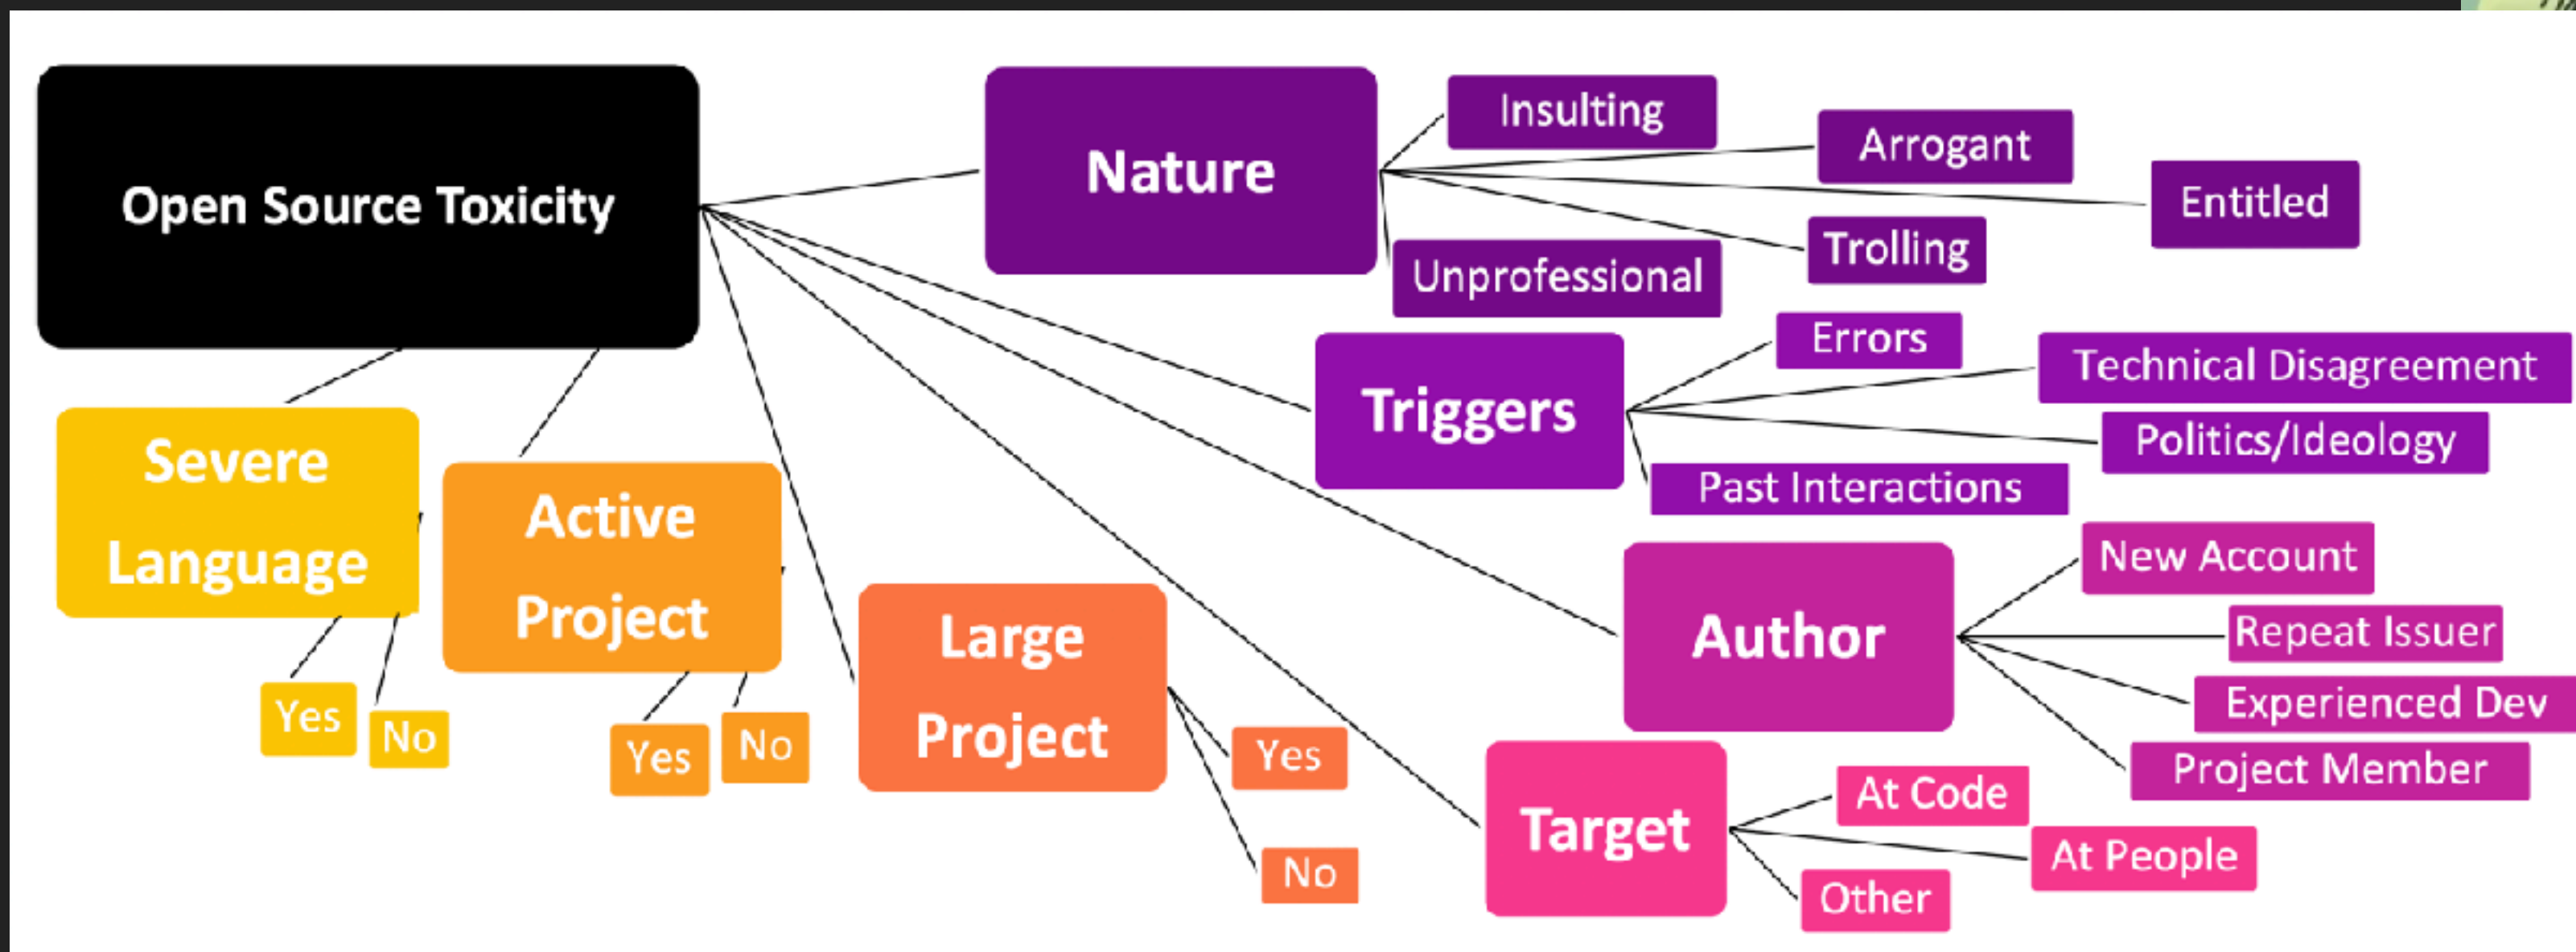 Open Source Toxicity
Nature
Insulting
Arrogant
Entitled
Trolling
Unprofessional
Triggers
Errors
Technical Disagreement
Politics/Ideology
Past Interactions
Author
New Account
Repeat Issuer
Experienced Dev
Project Member
Target
At Code
At People
Other
Large
Project
Yes
No
Active
Project
Yes
No
Severe
Language
Yes
No